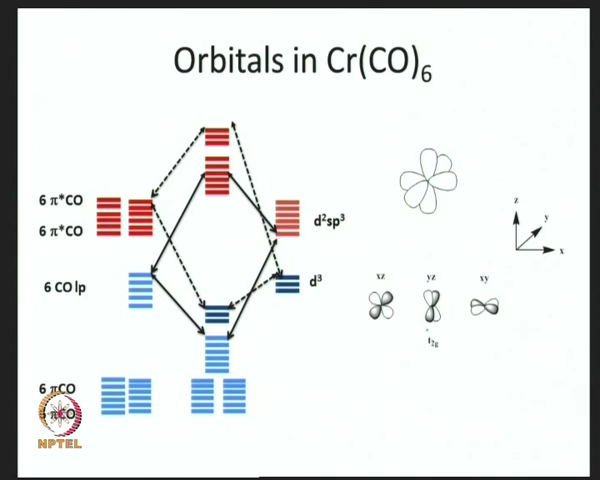 Orbitals in Cr(CO)₆
6 π*CO
6 π*CO
d²sp³
6 CO lp
d³
6 πCO
πCO
NPTEL
z
y
x
xz yz xy
t₂g